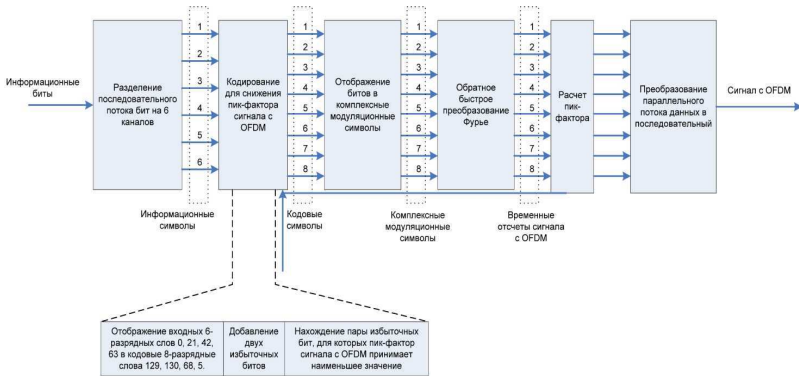 Информационные
биты
Разделение
последовательного
потока бит на 6
каналов
1
2
3
4
5
6
Информационные
символы
Кодирование
для снижения
пик-фактора
сигнала с
OFDM
1
2
3
4
5
6
7
8
Кодовые
символы
Отображение
битов в
комплексные
модуляционные
символы
1
2
3
4
5
6
7
8
Комплексные
модуляционные
символы
Обратное
быстрое
преобразование
Фурье
1
2
3
4
5
6
7
8
Временные
отсчеты сигнала
с OFDM
Расчет
пик-
фактора
Преобразование
параллельного
потока данных в
последовательный
Сигнал с OFDM
Отображение входных 6-
разрядных слов 0, 21, 42,
63 в кодовые 8-разрядные
слова 129, 130, 68, 5.
Добавление
двух
избыточных
битов
Нахождение пары избыточных
бит, для которых пик-фактор
сигнала с OFDM принимает
наименьшее значение